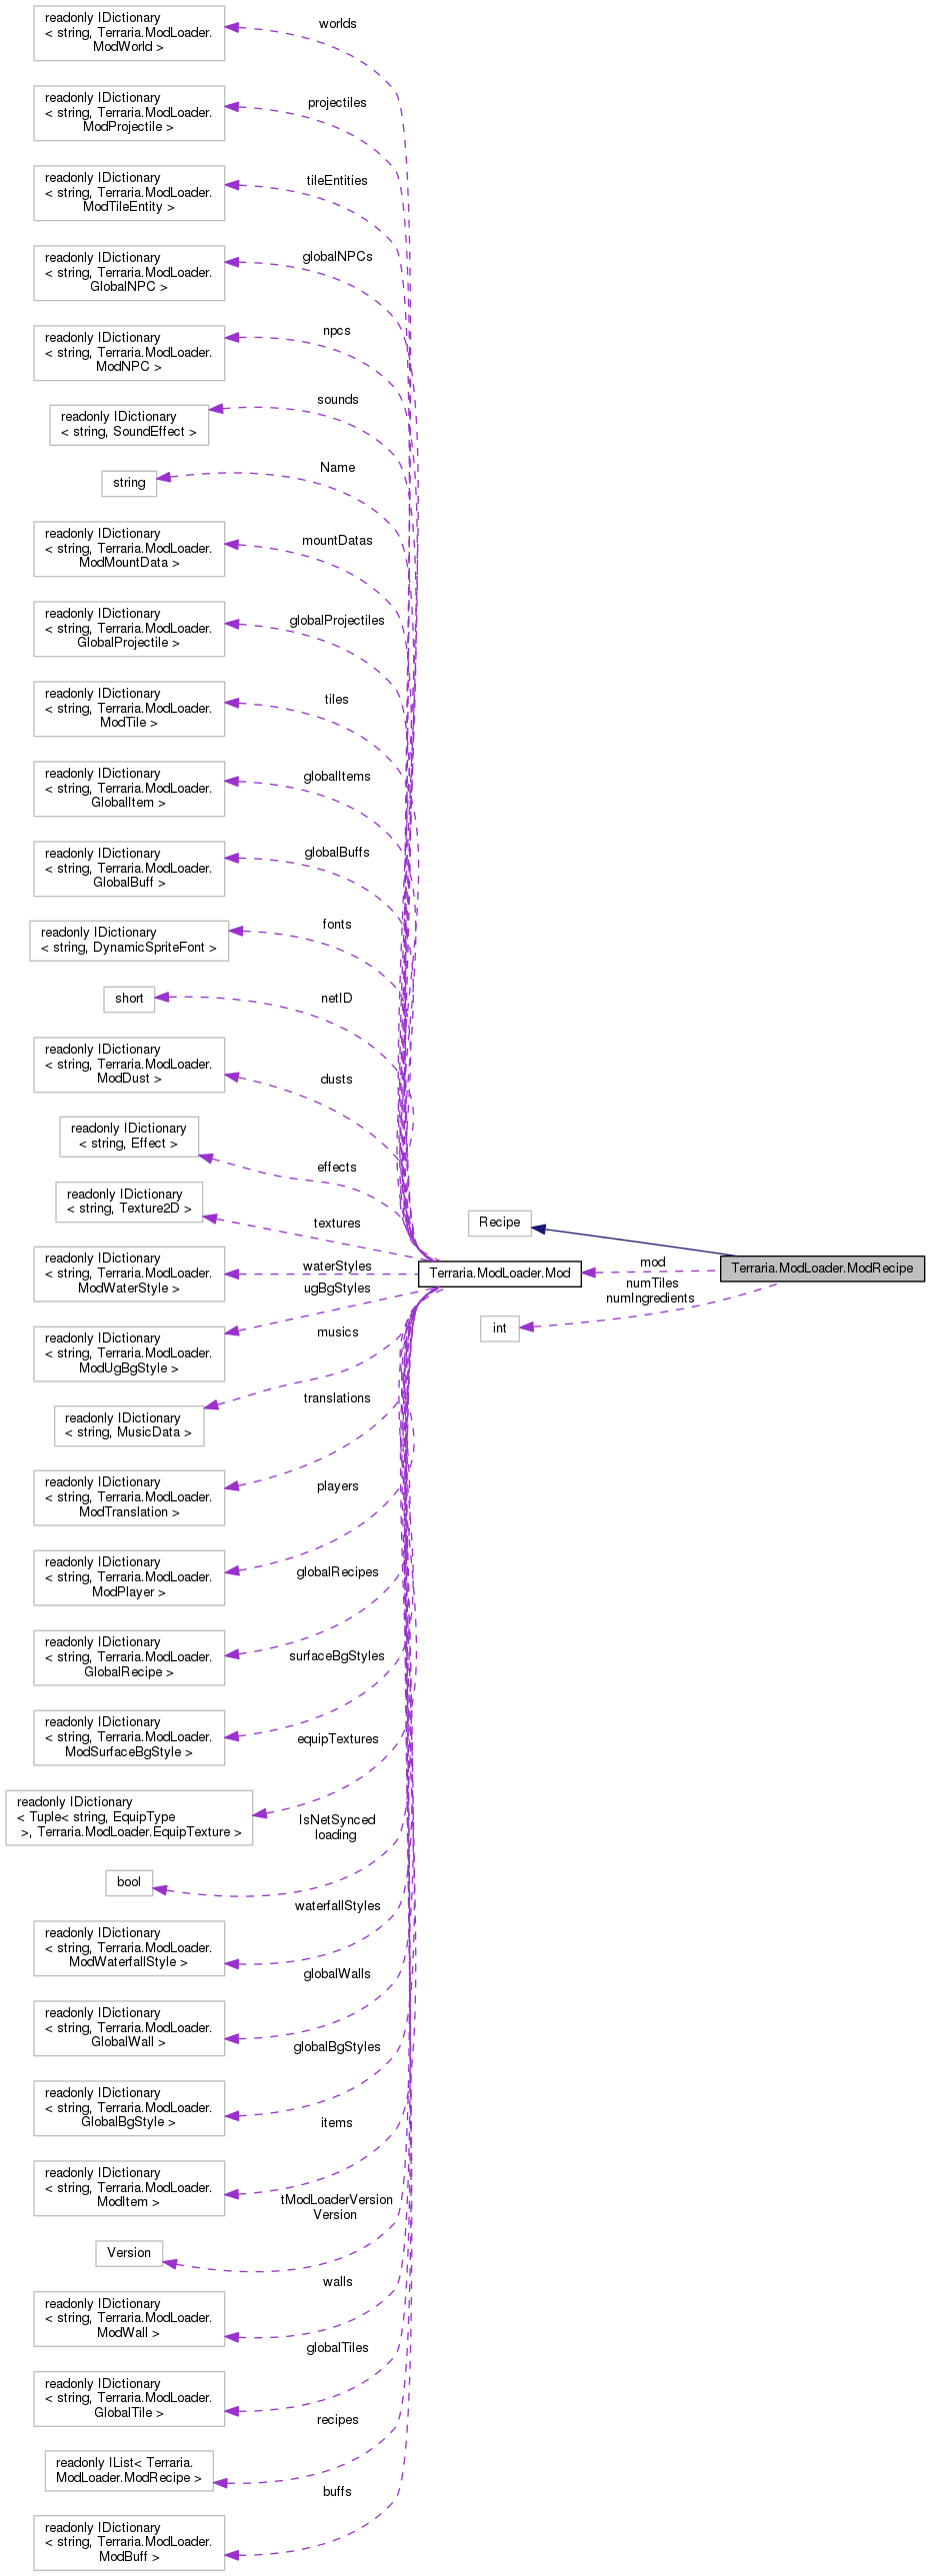 readonly IDictionary
< string, Terraria.ModLoader.
ModWorld >
worlds
readonly IDictionary
< string, Terraria.ModLoader.
ModProjectile >
projectiles
readonly IDictionary
< string, Terraria.ModLoader.
ModTileEntity >
tileEntities
readonly IDictionary
< string, Terraria.ModLoader.
GlobalNPC >
globalNPCs
readonly IDictionary
< string, Terraria.ModLoader.
ModNPC >
npcs
readonly IDictionary
< string, SoundEffect >
sounds
string
Name
readonly IDictionary
< string, Terraria.ModLoader.
ModMountData >
mountDatas
readonly IDictionary
< string, Terraria.ModLoader.
GlobalProjectile >
globalProjectiles
readonly IDictionary
< string, Terraria.ModLoader.
ModTile >
tiles
readonly IDictionary
< string, Terraria.ModLoader.
GlobalItem >
globalItems
readonly IDictionary
< string, Terraria.ModLoader.
GlobalBuff >
globalBuffs
readonly IDictionary
< string, DynamicSpriteFont >
fonts
short
netID
readonly IDictionary
< string, Terraria.ModLoader.
ModDust >
dusts
readonly IDictionary
< string, Effect >
effects
readonly IDictionary
< string, Texture2D >
textures
readonly IDictionary
< string, Terraria.ModLoader.
ModWaterStyle >
waterStyles
Terraria.ModLoader.Mod
Recipe
mod
Terraria.ModLoader.ModRecipe
numTiles
numIngredients
int
readonly IDictionary
< string, Terraria.ModLoader.
ModUgBgStyle >
ugBgStyles
readonly IDictionary
< string, MusicData >
musics
readonly IDictionary
< string, Terraria.ModLoader.
ModTranslation >
translations
readonly IDictionary
< string, Terraria.ModLoader.
ModPlayer >
players
readonly IDictionary
< string, Terraria.ModLoader.
GlobalRecipe >
globalRecipes
readonly IDictionary
< string, Terraria.ModLoader.
ModSurfaceBgStyle >
surfaceBgStyles
readonly IDictionary
< Tuple< string, EquipType
>, Terraria.ModLoader.EquipTexture >
equipTextures
bool
IsNetSynced
loading
readonly IDictionary
< string, Terraria.ModLoader.
ModWaterfallStyle >
waterfallStyles
readonly IDictionary
< string, Terraria.ModLoader.
GlobalWall >
globalWalls
readonly IDictionary
< string, Terraria.ModLoader.
GlobalBgStyle >
globalBgStyles
readonly IDictionary
< string, Terraria.ModLoader.
ModItem >
items
Version
tModLoaderVersion
Version
readonly IDictionary
< string, Terraria.ModLoader.
ModWall >
walls
readonly IDictionary
< string, Terraria.ModLoader.
GlobalTile >
globalTiles
readonly IList< Terraria.
ModLoader.ModRecipe >
recipes
readonly IDictionary
< string, Terraria.ModLoader.
ModBuff >
buffs